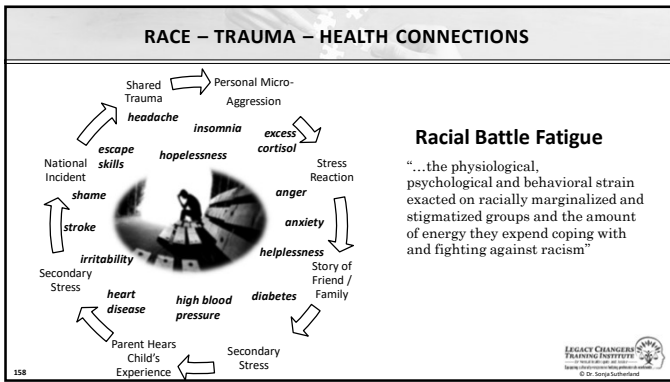 RACE – TRAUMA – HEALTH CONNECTIONS
Shared
Trauma
Personal Micro-
Aggression
headache
insomnia
excess
cortisol
escape
skills
hopelessness
National
Incident
Stress
Reaction
shame
anger
stroke
anxiety
irritability
helplessness
Secondary
Stress
Story of
Friend /
Family
heart
disease
high blood
pressure
diabetes
Parent Hears
Child's
Experience
Secondary
Stress
Racial Battle Fatigue
“…the physiological,
psychological and behavioral strain
exacted on racially marginalized and
stigmatized groups and the amount
of energy they expend coping with
and fighting against racism”
LEGACY CHANGERS
TRAINING INSTITUTE
© Dr. Sonja Sutherland
158